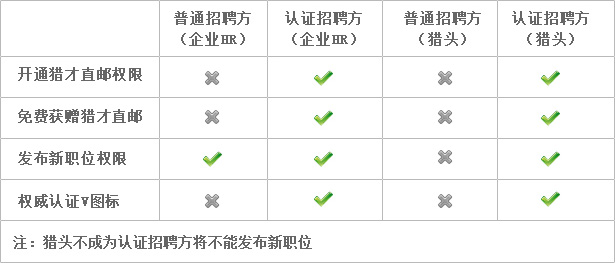 普通招聘方 认证招聘方 普通招聘方 认证招聘方
（企业HR） （企业HR） （猎头） （猎头）
开通猎才直邮权限
免费获赠猎才直邮
发布新职位权限
权威认证V图标
注：猎头不成为认证招聘方将不能发布新职位